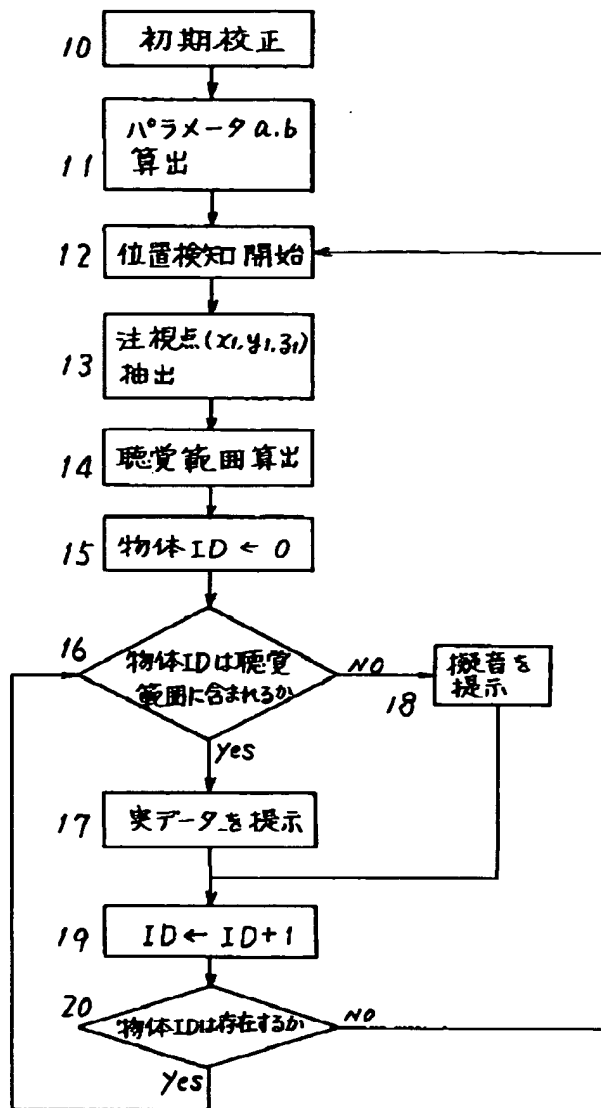 10 初期校正
パラメータ a.b
11 算出
12 位置検知開始
注視点(x1,y1,z1)
13 抽出
14 聴覚範囲算出
15 物体ID ← 0
16 物体IDは聴覚
範囲に含まれるか
NO
擬音を
提示
18
yes
17 実データを提示
19 ID ← ID+1
20 物体IDは存在するか
NO
yes